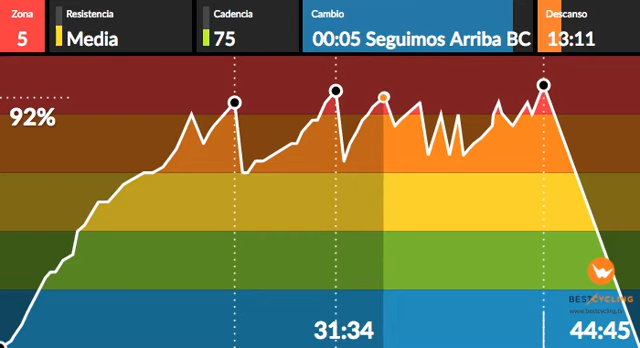 Zona
5
Resistencia
Media
Cadencia
75
Cambio
00:05 Seguimos Arriba BC
Descanso
13:11
92%
BESTCYCLING
www.bestcycling.tv
31:34
44:45